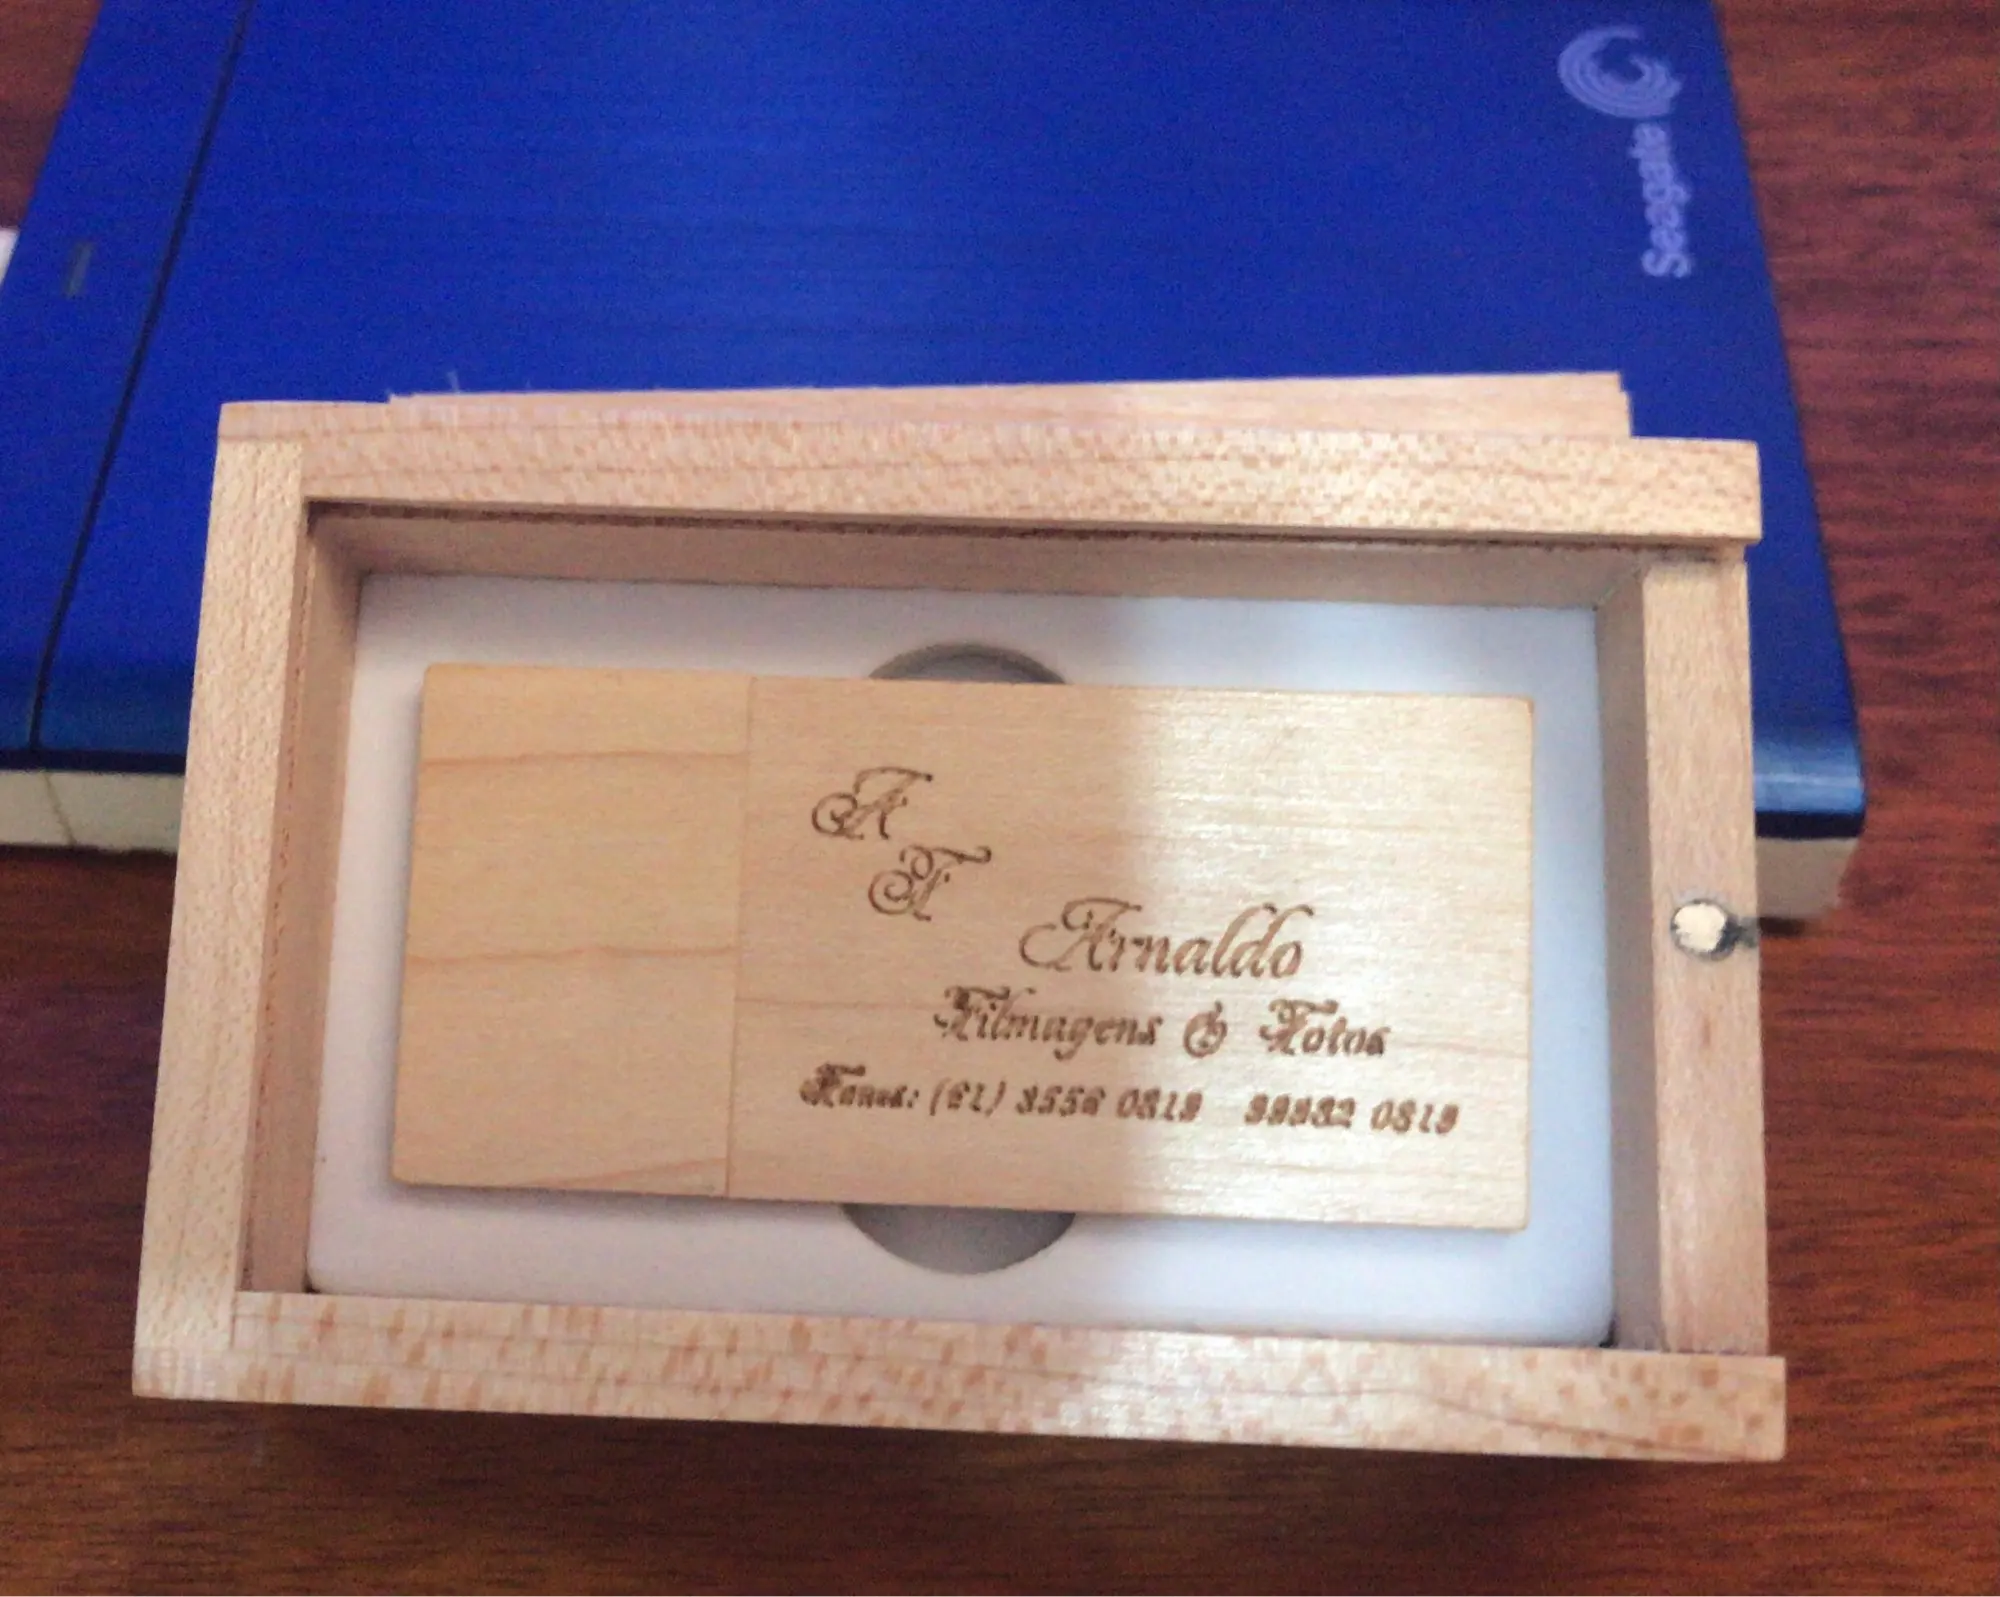 Seagate
A
F
Arnaldo
Filmagens & Fotos
Fones: (61) 3556 0819 99982 0819